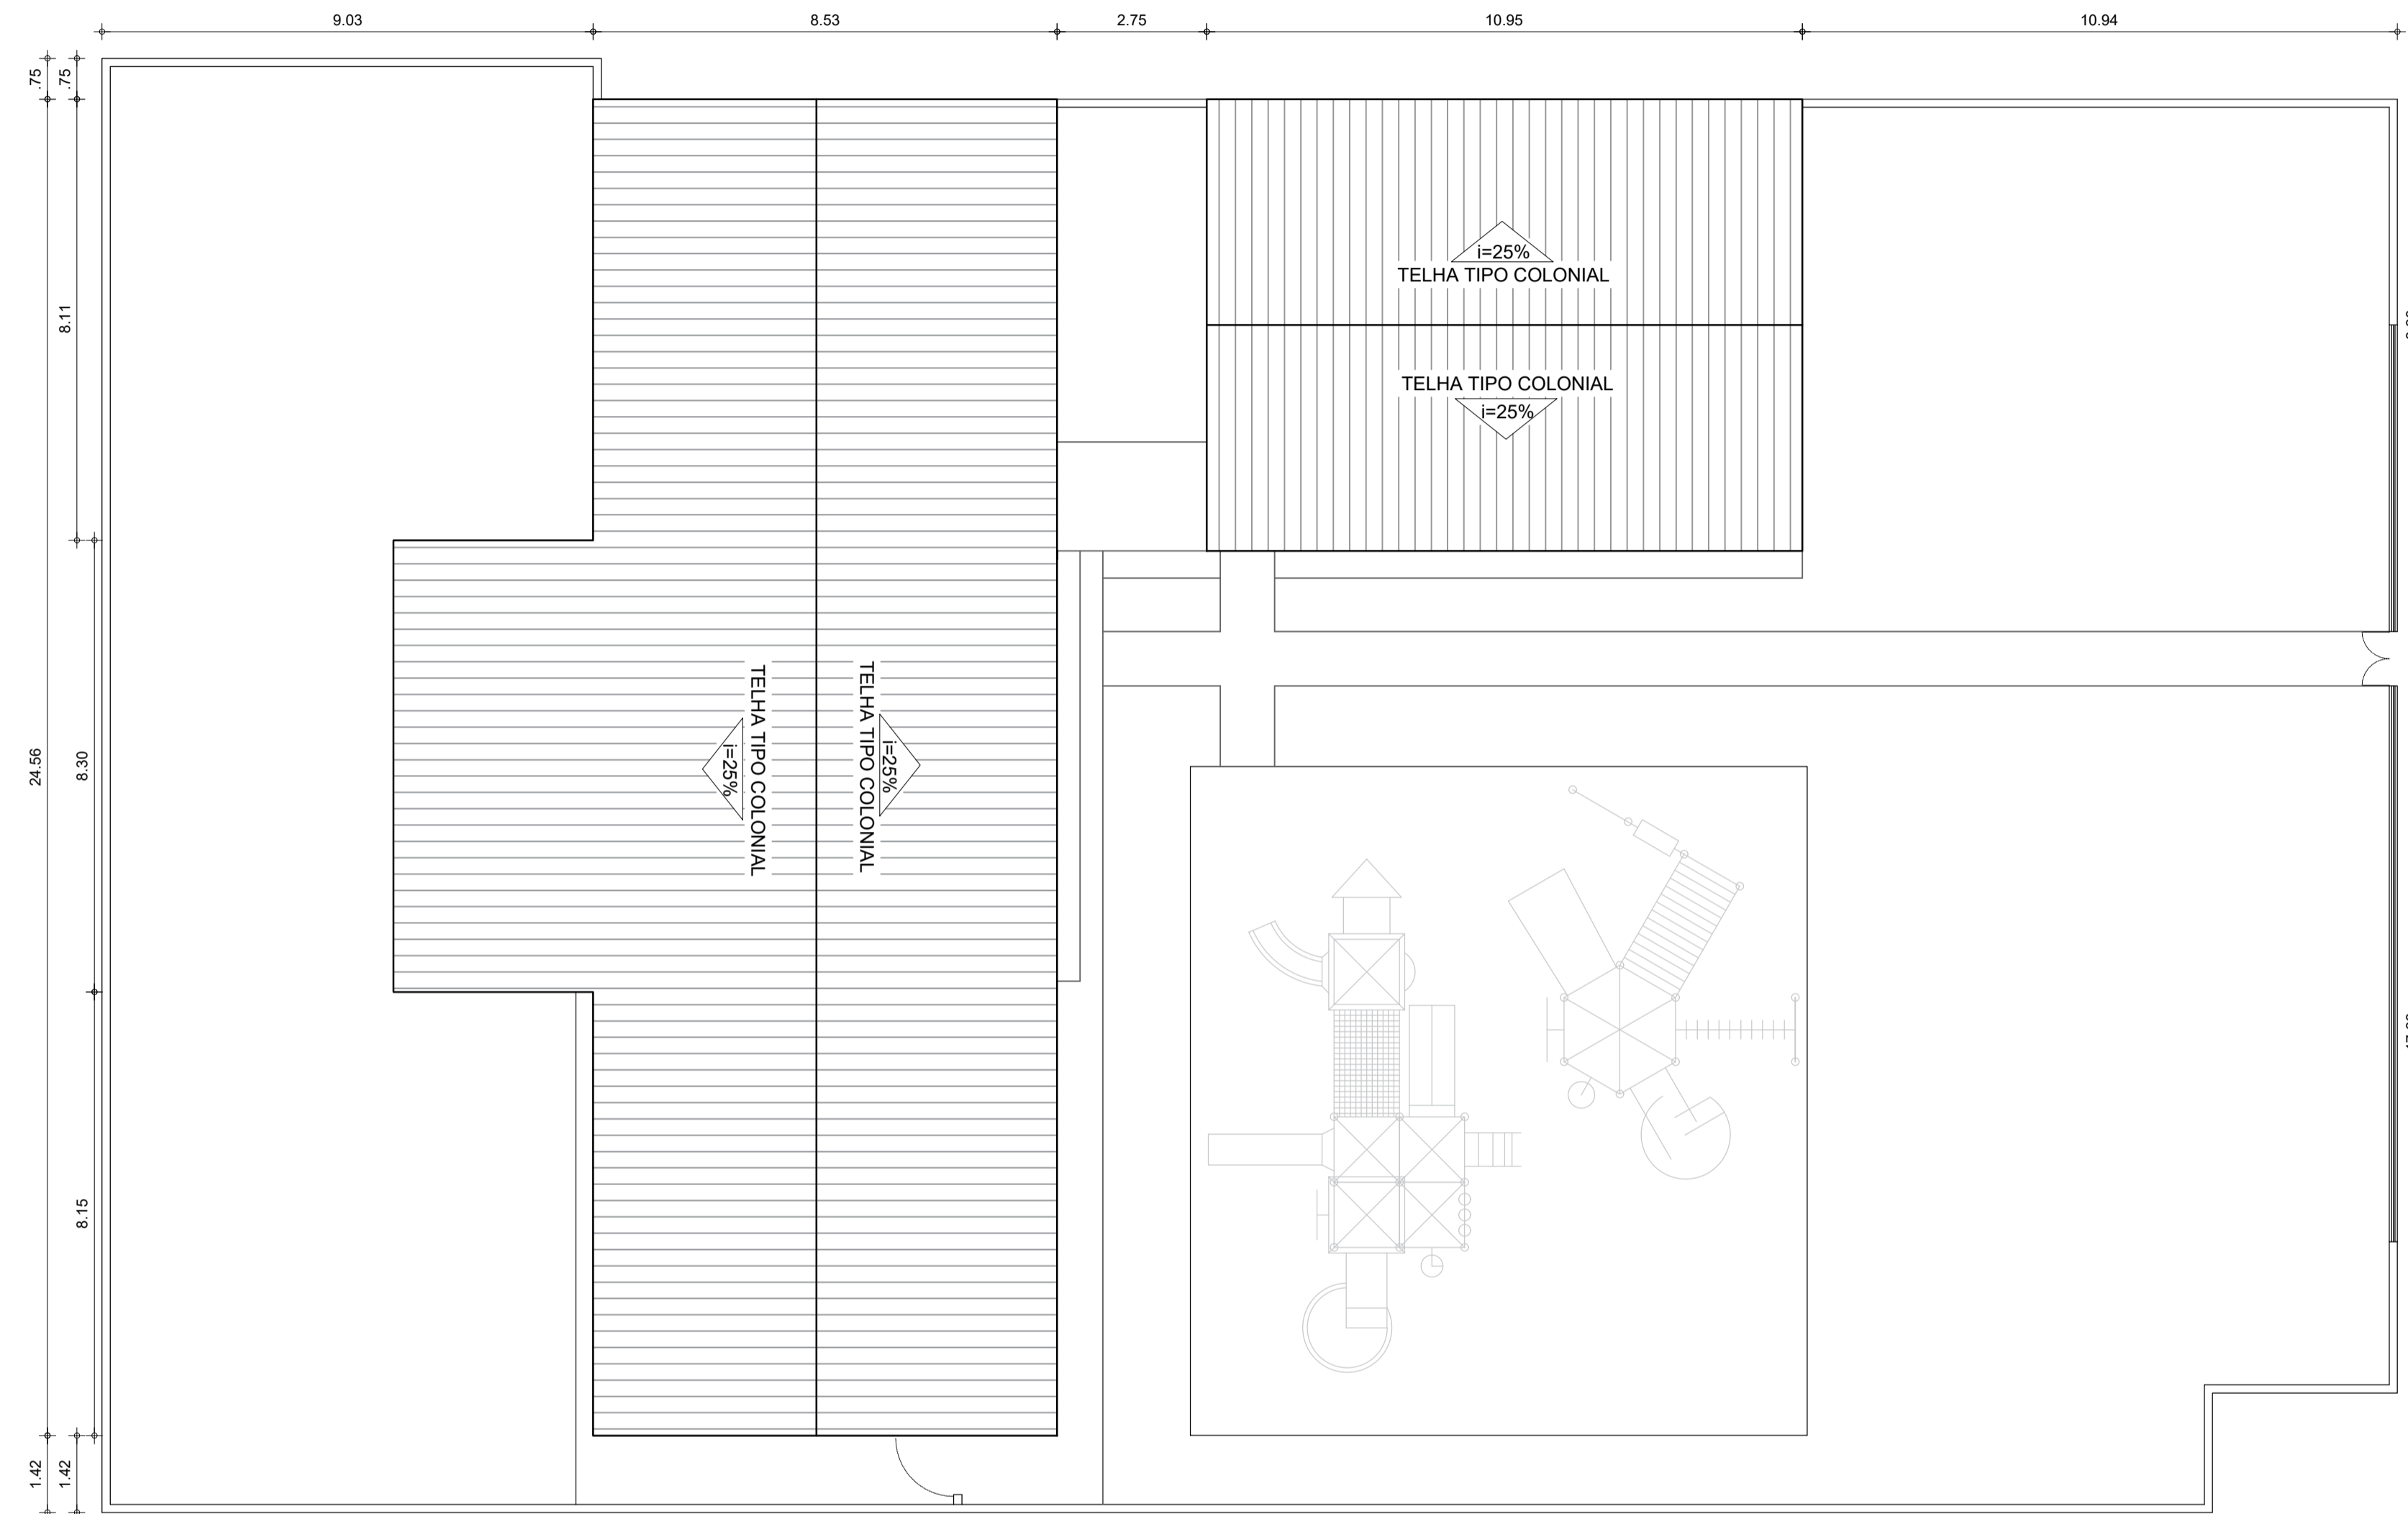 9.03
8.53
2.75
10.95
10.94
.75
.75
8.11
i=25%
TELHA TIPO COLONIAL
TELHA TIPO COLONIAL
i=25%
24.56
8.30
i=25%
TELHA TIPO COLONIAL
TELHA TIPO COLONIAL
i=25%
8.15
1.42
1.42